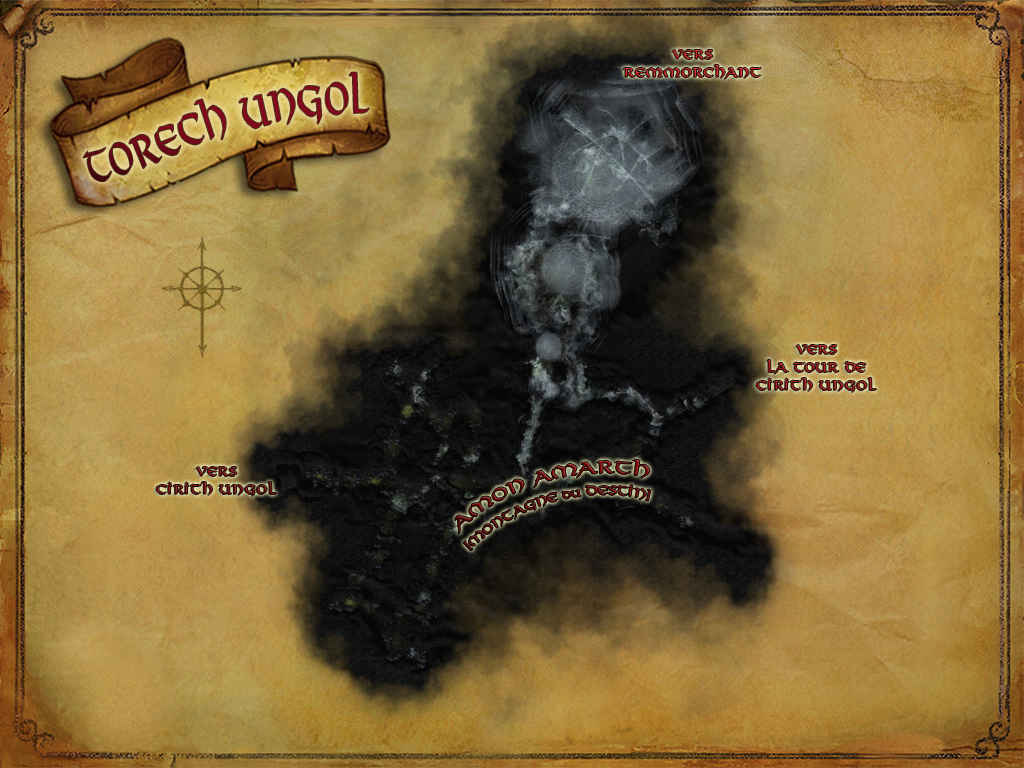 TORECH UNGOL
VERS
REMMORCHANT
VERS
LA TOUR DE
CIRITH UNGOL
VERS
CIRITH UNGOL
AMON AMARTH
(MONTAGNE DU DESTIN)